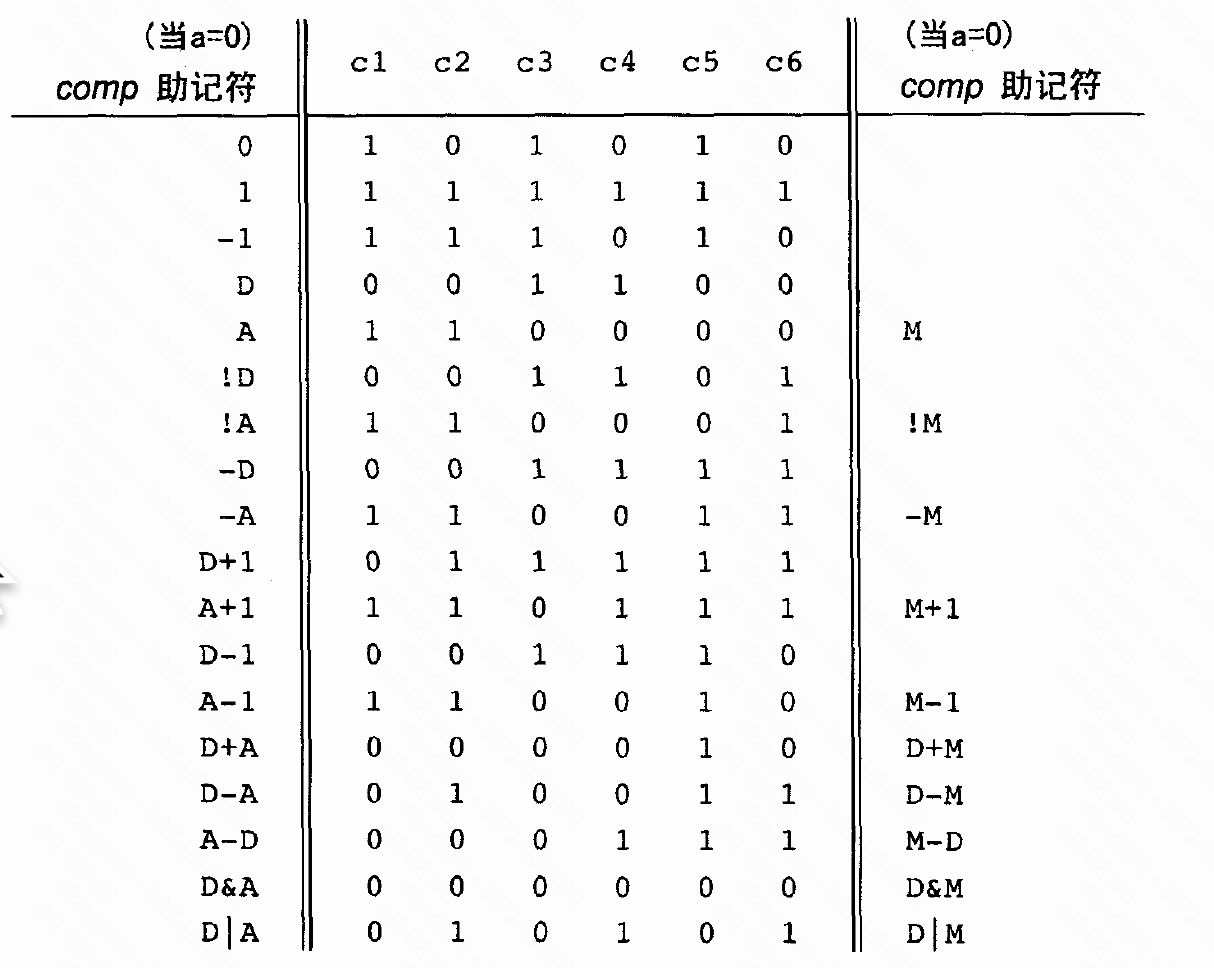 (当a=0) c1 c2 c3 c4 c5 c6 (当a=0)
comp 助记符 comp 助记符
0 1 0 1 0 1 0
1 1 1 1 1 1 1
-1 1 1 1 0 1 0
D 0 0 1 1 0 0
A 1 1 0 0 0 0 M
!D 0 0 1 1 0 1
!A 1 1 0 0 0 1 !M
-D 0 0 1 1 1 1
-A 1 1 0 0 1 1 -M
D+1 0 1 1 1 1 1
A+1 1 1 0 1 1 1 M+1
D-1 0 0 1 1 1 0
A-1 1 1 0 0 1 0 M-1
D+A 0 0 0 0 1 0 D+M
D-A 0 1 0 0 1 1 D-M
A-D 0 0 0 1 1 1 M-D
D&A 0 0 0 0 0 0 D&M
D|A 0 1 0 1 0 1 D|M